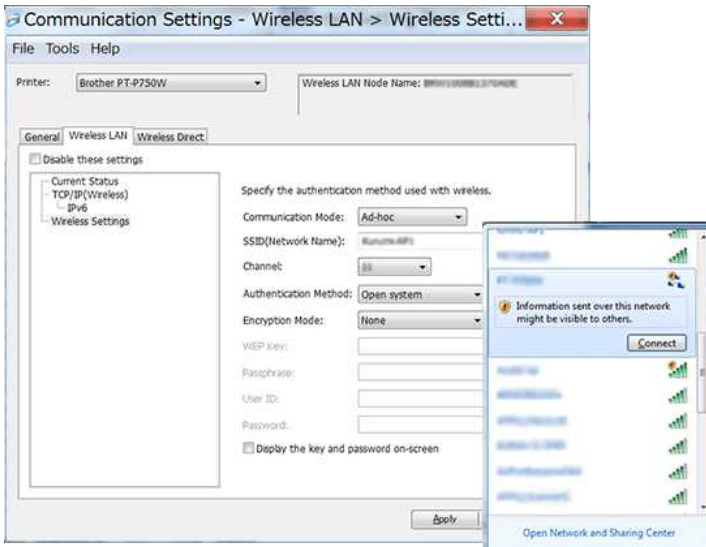 Communication Settings - Wireless LAN > Wireless Setti...
File Tools Help
Printer: Brother PT-P750W
Wireless LAN Node Name:
General Wireless LAN Wireless Direct
Disable these settings
Current Status
TCP/IP(Wireless)
IPv6
Wireless Settings
Specify the authentication method used with wireless.
Communication Mode: Ad-hoc
SSID(Network Name):
Channel:
Authentication Method: Open system
Encryption Mode: None
WEP Key:
Passphrase:
User ID:
Password:
Display the key and password on-screen
Apply
Information sent over this network
might be visible to others.
Connect
Open Network and Sharing Center